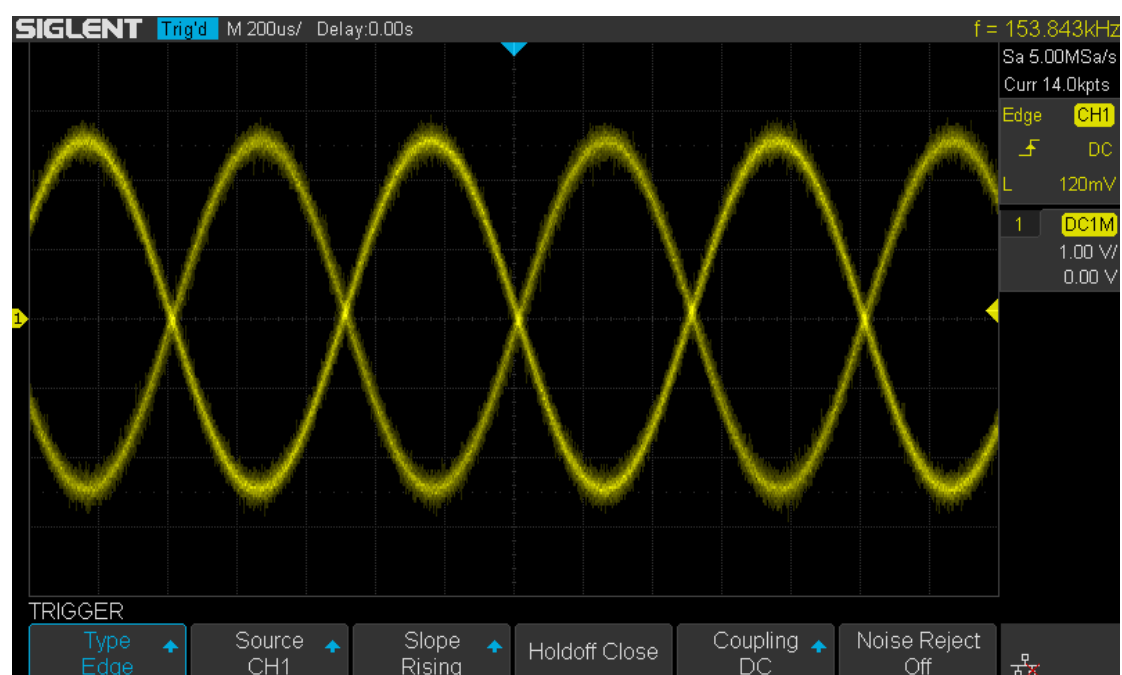 SIGLENT Trig'd M 200us/ Delay:0.00s f = 153.843kHz
Sa 5.00MSa/s
Curr 14.0kpts
Edge CH1
DC
L 120mV
1 DC1M
1.00 V/
0.00 V
1
TRIGGER
Type Source Slope Holdoff Close Coupling Noise Reject
Edge CH1 Rising DC Off